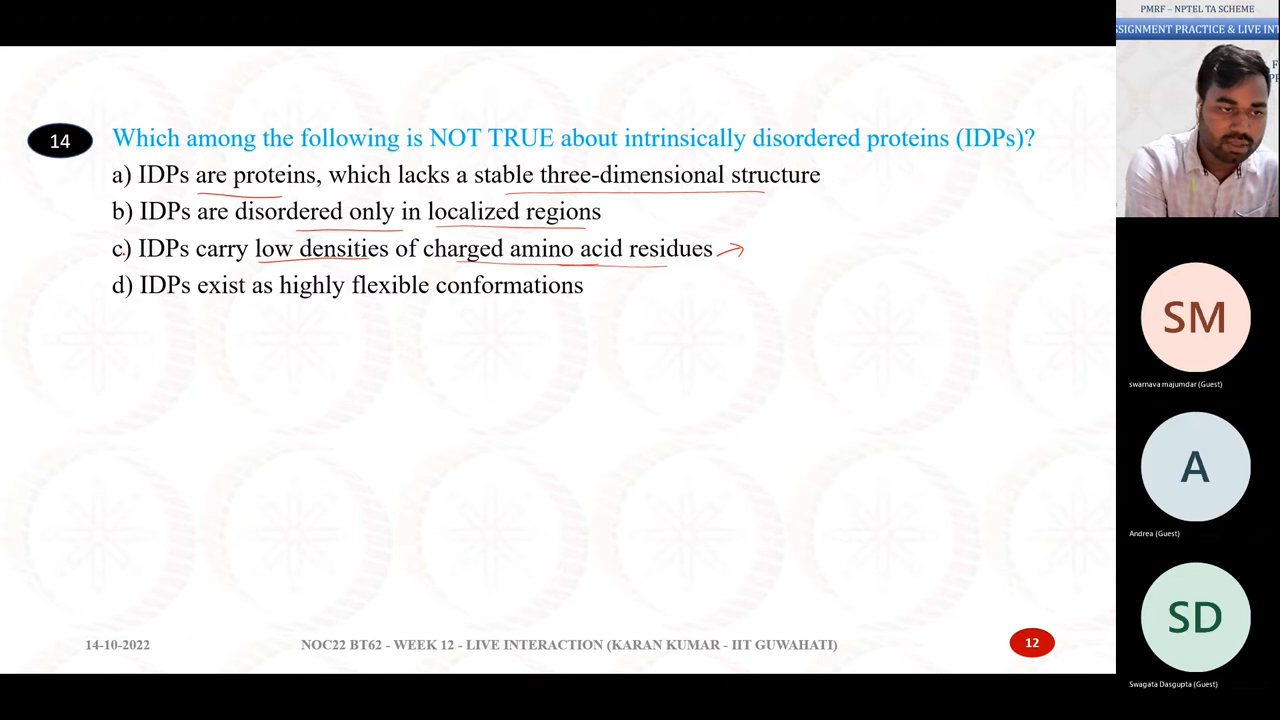 PMRF – NPTEL TA SCHEME
SIGNMENT PRACTICE & LIVE INT
14
Which among the following is NOT TRUE about intrinsically disordered proteins (IDPs)?
a) IDPs are proteins, which lacks a stable three-dimensional structure
b) IDPs are disordered only in localized regions
c) IDPs carry low densities of charged amino acid residues
d) IDPs exist as highly flexible conformations
SM
swarnava majumdar (Guest)
A
Andrea (Guest)
SD
Swagata Dasgupta (Guest)
14-10-2022
NOC22 BT62 - WEEK 12 - LIVE INTERACTION (KARAN KUMAR - IIT GUWAHATI)
12